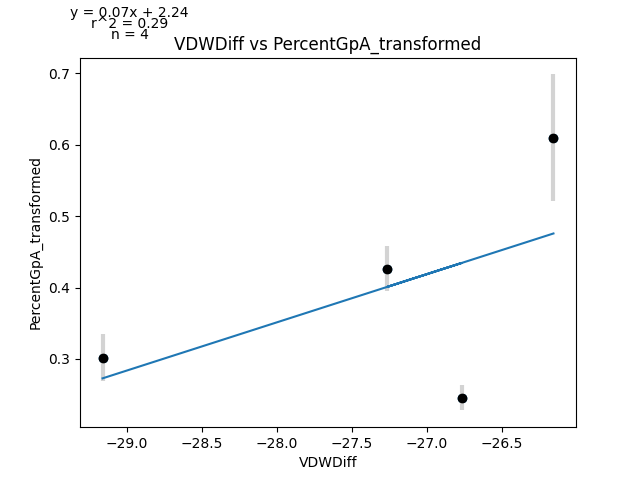 y = 0.07x + 2.24
r^2 = 0.29
n = 4
VDWDiff vs PercentGpA_transformed
PercentGpA_transformed
0.7
0.6
0.5
0.4
0.3
−29.0 −28.5 −28.0 −27.5 −27.0 −26.5
VDWDiff